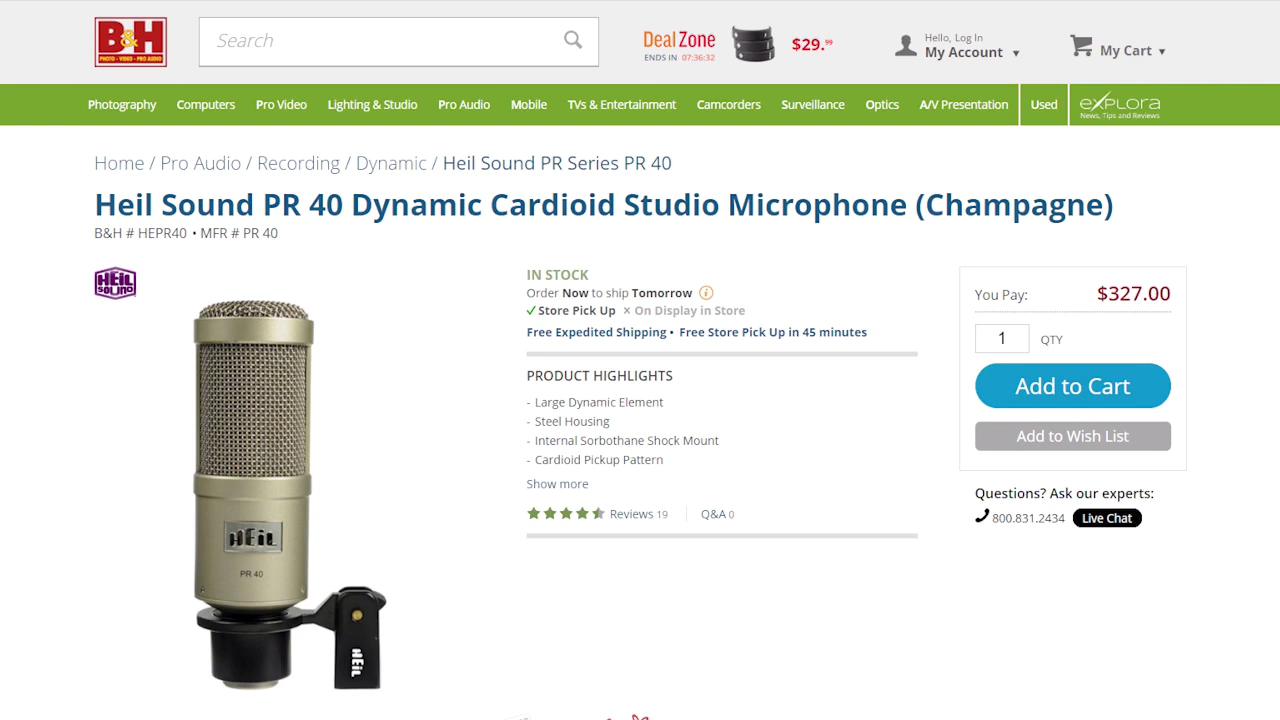 B&H
PHOTO - VIDEO - PRO AUDIO
Search
DealZone
ENDS IN 07:36:32
$29.99
Hello, Log In
My Account ▼
My Cart ▼
Photography Computers Pro Video Lighting & Studio Pro Audio Mobile TVs & Entertainment Camcorders Surveillance Optics A/V Presentation Used eXPLORA
News, Tips and Reviews
Home / Pro Audio / Recording / Dynamic / Heil Sound PR Series PR 40
Heil Sound PR 40 Dynamic Cardioid Studio Microphone (Champagne)
B&H # HEPR40 • MFR # PR 40
HEIL
SOUND
HEIL
PR 40
HEIL
IN STOCK
Order Now to ship Tomorrow
✓ Store Pick Up × On Display in Store
Free Expedited Shipping • Free Store Pick Up in 45 minutes
PRODUCT HIGHLIGHTS
- Large Dynamic Element
- Steel Housing
- Internal Sorbothane Shock Mount
- Cardioid Pickup Pattern
Show more
Reviews 19 Q&A 0
You Pay: $327.00
1 QTY
Add to Cart
Add to Wish List
Questions? Ask our experts:
800.831.2434 Live Chat